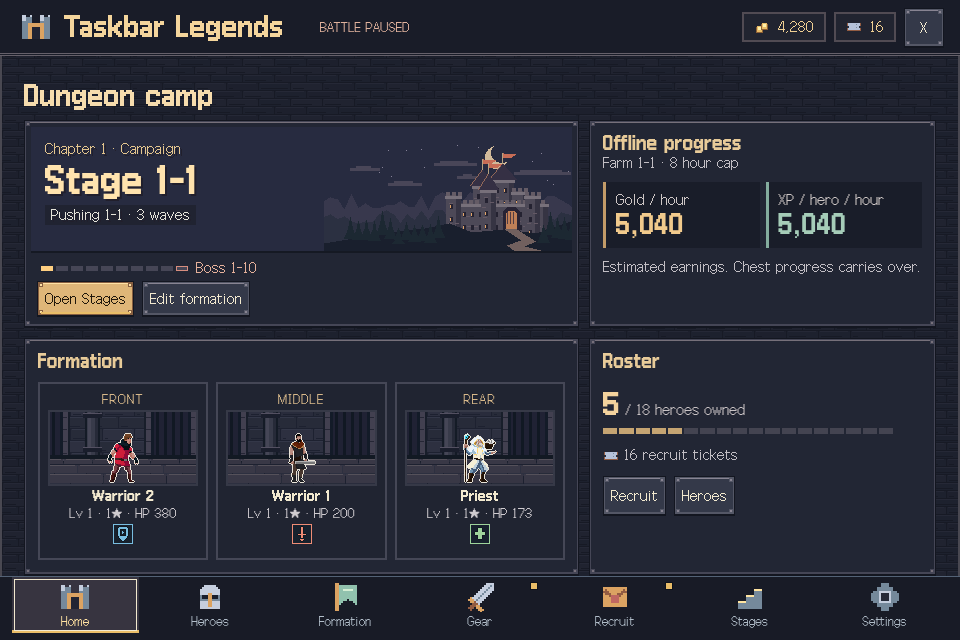 Taskbar Legends
BATTLE PAUSED
4,280
16
X
Dungeon camp
Chapter 1 · Campaign
Stage 1-1
Pushing 1-1 · 3 waves
Boss 1-10
Open Stages
Edit formation
Offline progress
Farm 1-1 · 8 hour cap
Gold / hour
5,040
XP / hero / hour
5,040
Estimated earnings. Chest progress carries over.
Formation
FRONT
Warrior 2
Lv 1 · 1★ · HP 380
MIDDLE
Warrior 1
Lv 1 · 1★ · HP 200
REAR
Priest
Lv 1 · 1★ · HP 173
Roster
5 / 18 heroes owned
16 recruit tickets
Recruit
Heroes
Home
Heroes
Formation
Gear
Recruit
Stages
Settings